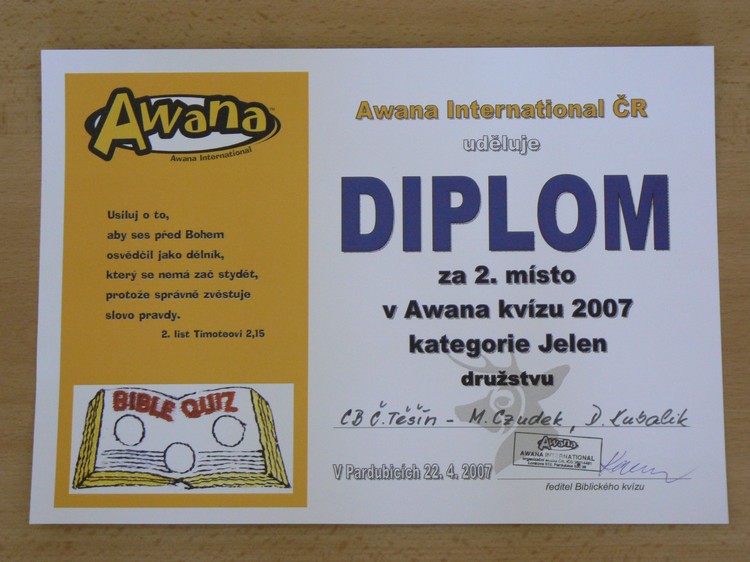 Awana
Awana International
Usiluj o to,
aby ses před Bohem
osvědčil jako dělník,
který se nemá zač stydět,
protože správně zvěstuje
slovo pravdy.
2. list Timoteovi 2,15
BIBLE QUIZ
Awana International ČR
uděluje
DIPLOM
za 2. místo
v Awana kvízu 2007
kategorie Jelen
družstvu
CB Č. Těšín - M. Czudek, D. Kubalik
Awana
AWANA INTERNATIONAL
V Pardubicích 22. 4. 2007
ředitel Biblického kvízu